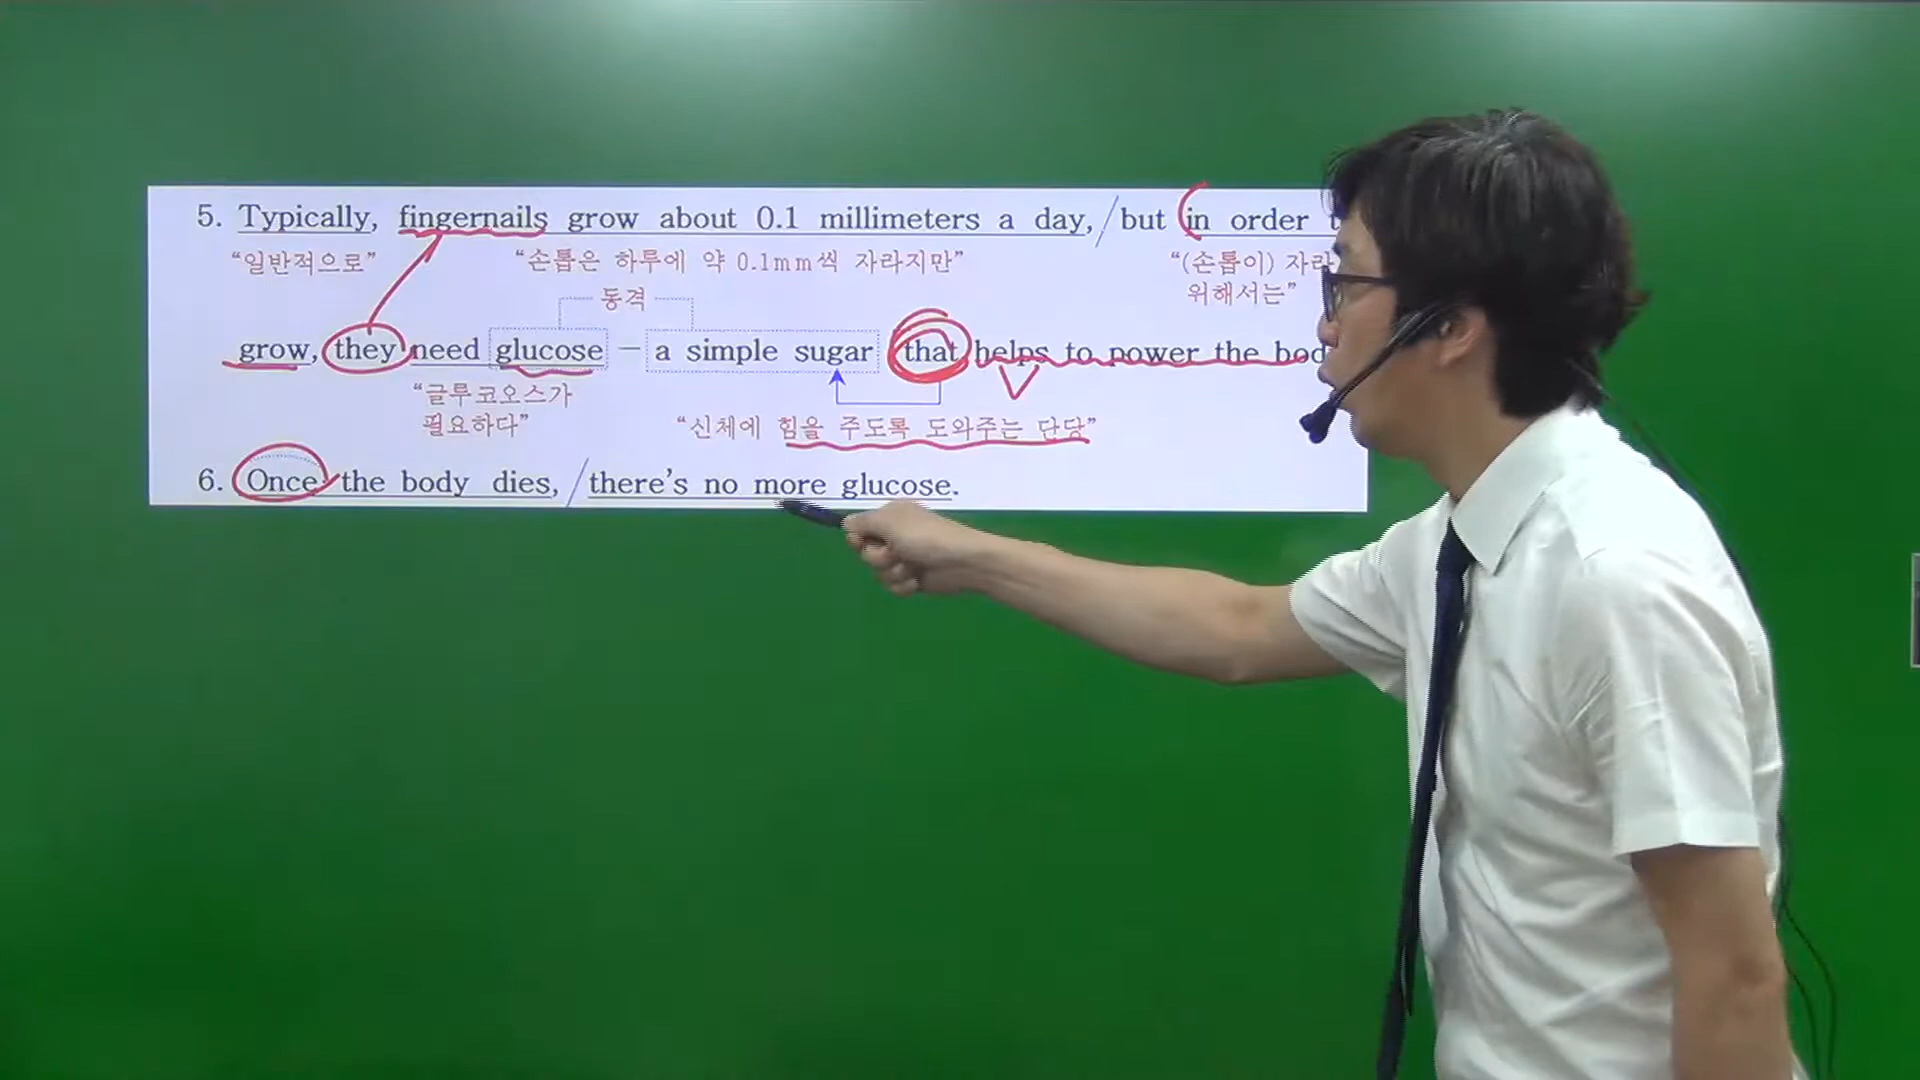 5. Typically, fingernails grow about 0.1 millimeters a day, / but in order
“일반적으로” “손톱은 하루에 약 0.1mm씩 자라지만” “(손톱이) 자라
위해서는”
동격
grow, they need glucose — a simple sugar that helps to power the bod
“글루코오스가 필요하다”
“신체에 힘을 주도록 도와주는 단당”
6. Once the body dies, / there's no more glucose.